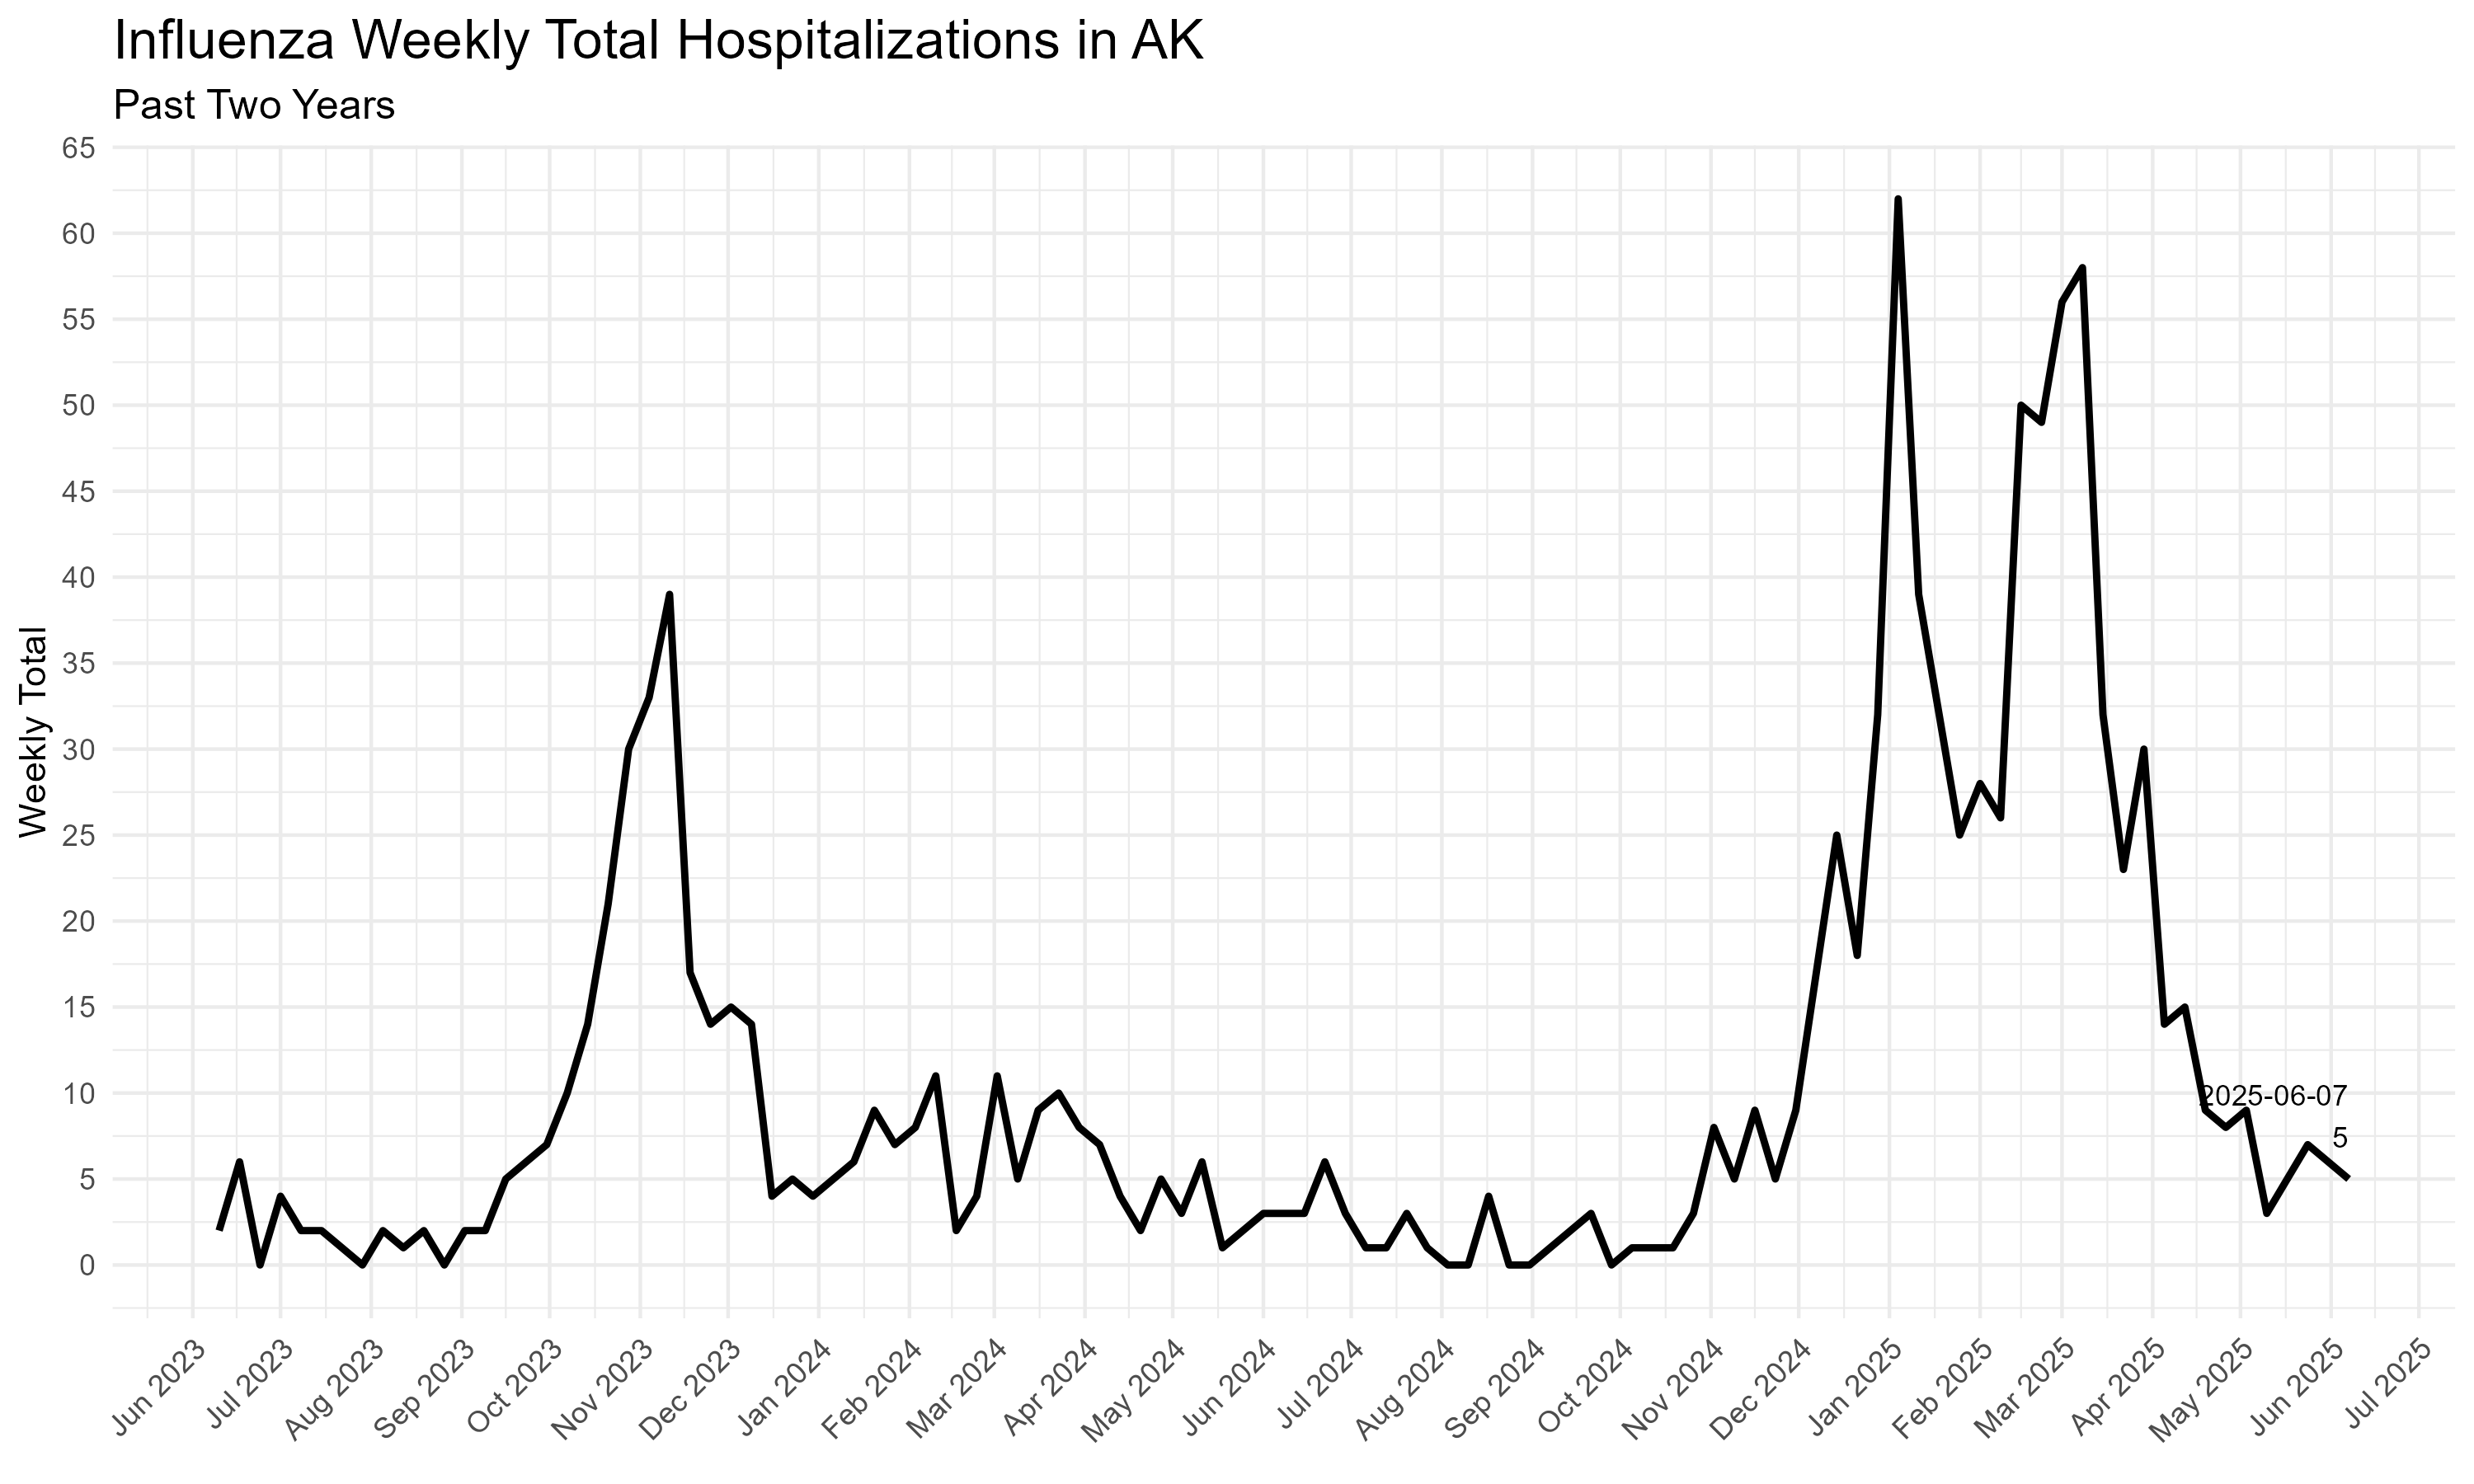 Influenza Weekly Total Hospitalizations in AK
Past Two Years
Weekly Total
65
60
55
50
45
40
35
30
25
20
15
10
5
0
2025-06-07
5
Jun 2023
Jul 2023
Aug 2023
Sep 2023
Oct 2023
Nov 2023
Dec 2023
Jan 2024
Feb 2024
Mar 2024
Apr 2024
May 2024
Jun 2024
Jul 2024
Aug 2024
Sep 2024
Oct 2024
Nov 2024
Dec 2024
Jan 2025
Feb 2025
Mar 2025
Apr 2025
May 2025
Jun 2025
Jul 2025